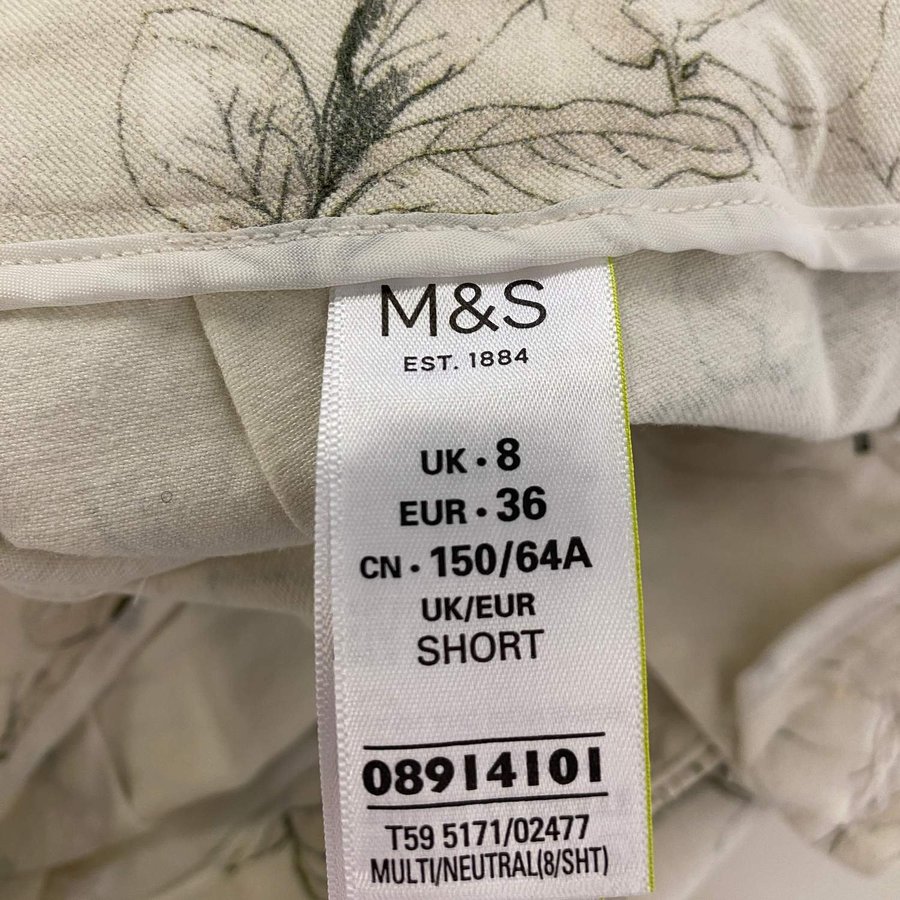 M&S
EST. 1884
UK · 8
EUR · 36
CN · 150/64A
UK/EUR
SHORT
08914101
T59 5171/02477
MULTI/NEUTRAL(8/SHT)